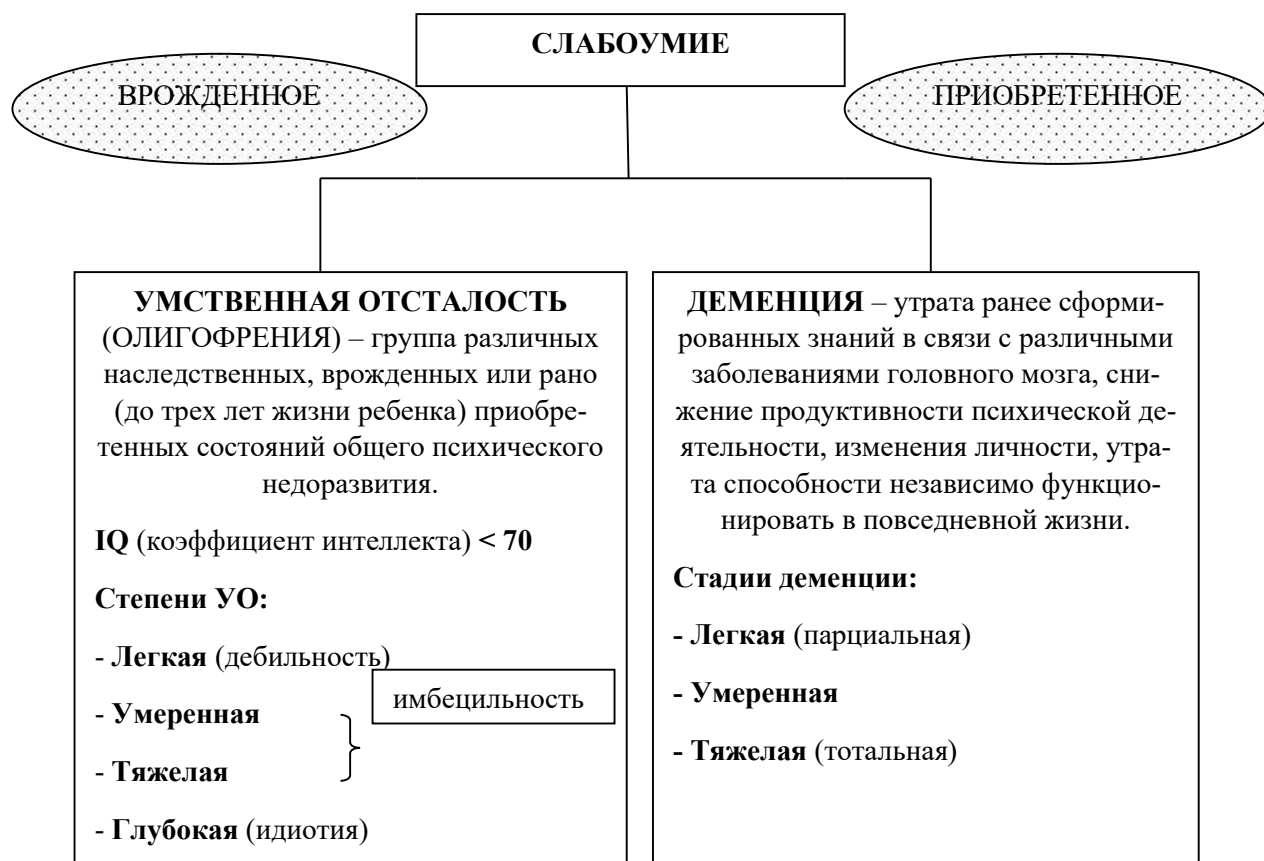 СЛАБОУМИЕ
ВРОЖДЕННОЕ
ПРИОБРЕТЕННОЕ
УМСТВЕННАЯ ОТСТАЛОСТЬ
(ОЛИГОФРЕНИЯ) – группа различных
наследственных, врожденных или рано
(до трех лет жизни ребенка) приобре-
тенных состояний общего психического
недоразвития.
IQ (коэффициент интеллекта) < 70
Степени УО:
- Легкая (дебильность)
- Умеренная
имбецильность
- Тяжелая
- Глубокая (идиотия)
ДЕМЕНЦИЯ – утрата ранее сформи-
рованных знаний в связи с различными
заболеваниями головного мозга, сни-
жение продуктивности психической де-
ятельности, изменения личности, утра-
та способности независимо функцио-
нировать в повседневной жизни.
Стадии деменции:
- Легкая (парциальная)
- Умеренная
- Тяжелая (тотальная)